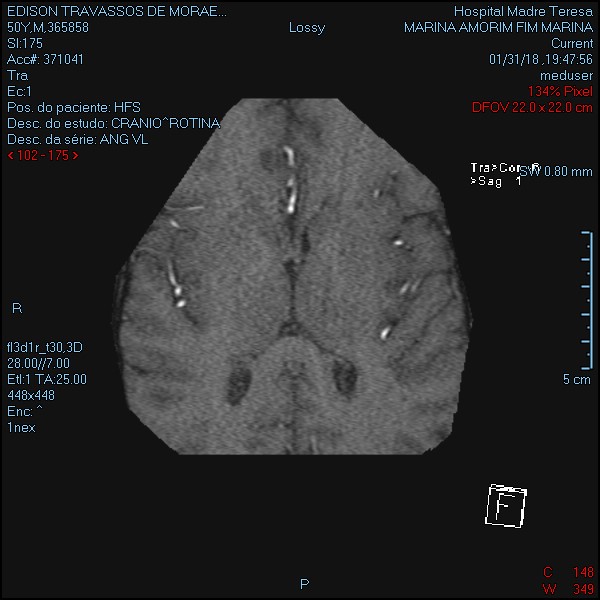 EDISON TRAVASSOS DE MORAE...
50Y,M,365858
Sl:175
Acc#: 371041
Tra
Ec:1
Pos. do paciente: HFS
Desc. do estudo: CRANIO^ROTINA
Desc. da série: ANG VL
< 102 - 175 >
Lossy
Hospital Madre Teresa
MARINA AMORIM FIM MARINA
Current
01/31/18 ,19:47:56
meduser
134% Pixel
DFOV 22.0 x 22.0 cm
Tra>Cor
SW 0.80 mm
>Sag 1
R
fl3d1r_t30,3D
28.00//7.00
Etl:1 TA:25.00
448x448
Enc: ^
1nex
5 cm
F
P
C 148
W 349